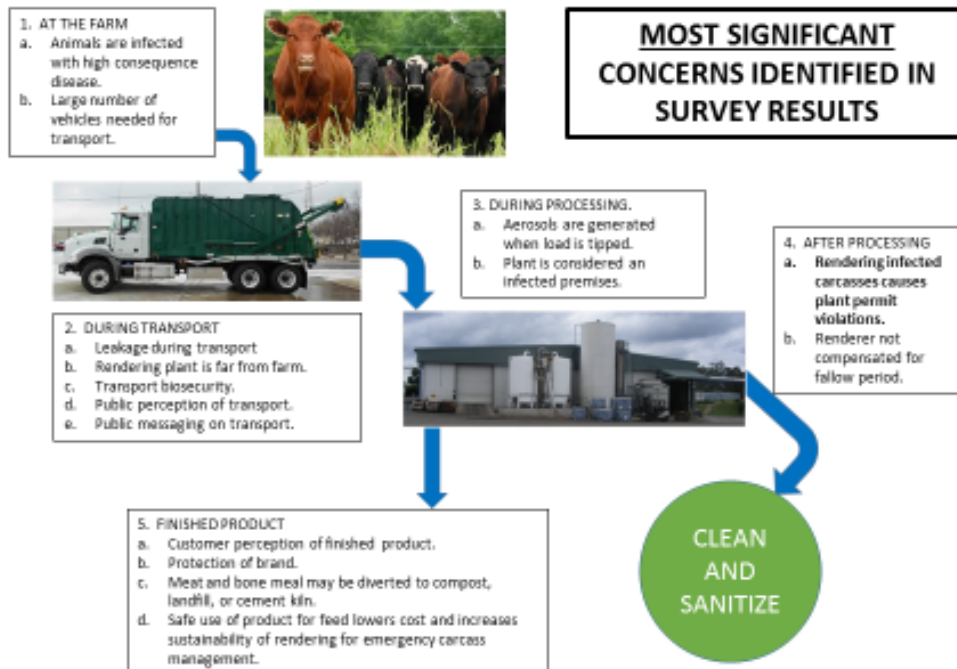 MOST SIGNIFICANT
CONCERNS IDENTIFIED IN
SURVEY RESULTS
1. AT THE FARM
a. Animals are infected
with high consequence
disease.
b. Large number of
vehicles needed for
transport.
2. DURING TRANSPORT
a. Leakage during transport
b. Rendering plant is far from farm.
c. Transport biosecurity.
d. Public perception of transport.
e. Public messaging on transport.
3. DURING PROCESSING.
a. Aerosols are generated
when load is tipped.
b. Plant is considered an
infected premises.
4. AFTER PROCESSING
a. Rendering infected
carcasses causes
plant permit
violations.
b. Renderer not
compensated for
fallow period.
5. FINISHED PRODUCT
a. Customer perception of finished product.
b. Protection of brand.
c. Meat and bone meal may be diverted to compost,
landfill, or cement kiln.
d. Safe use of product for feed lowers cost and increases
sustainability of rendering for emergency carcass
management.
CLEAN
AND
SANITIZE